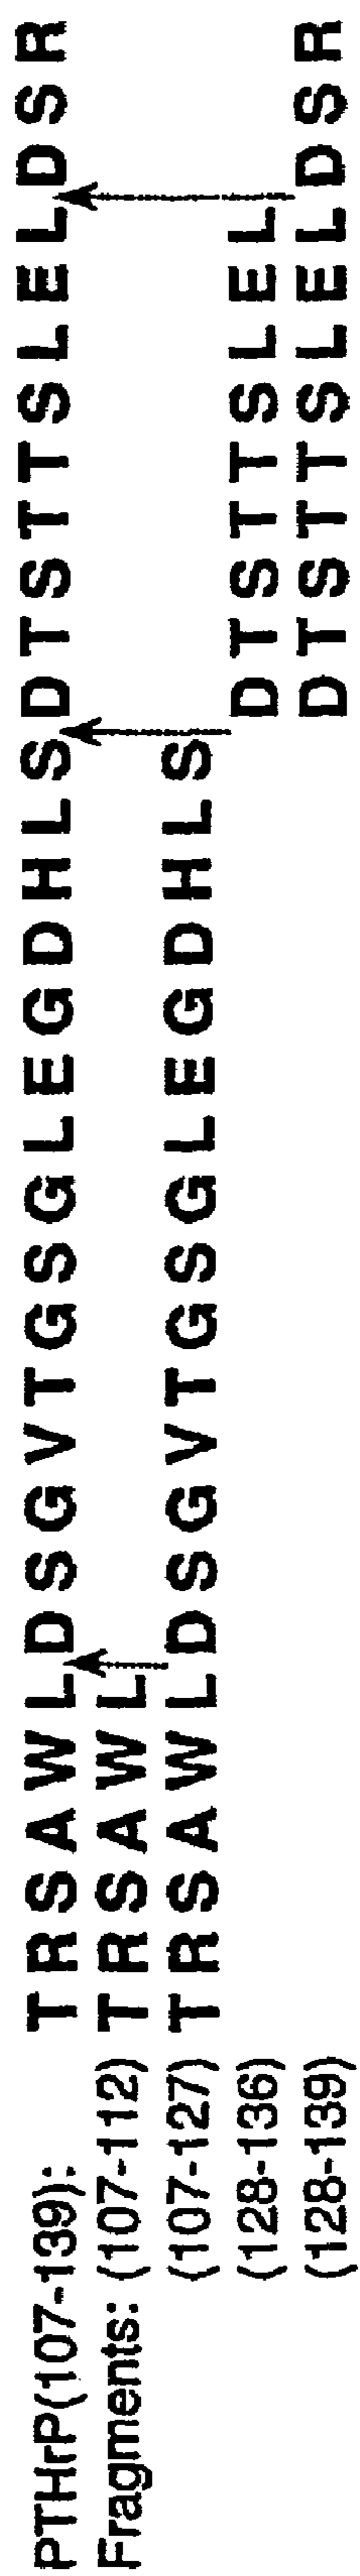 PTHrP(107-139): T R S A W L D S G V T G S G L E G D H L S D T S T T S L E L D S R
Fragments: (107-112) T R S A W L
(107-127) T R S A W L D S G V T G S G L E G D H L S
(128-136) D T S T T S L E L
(128-139) D T S T T S L E L D S R